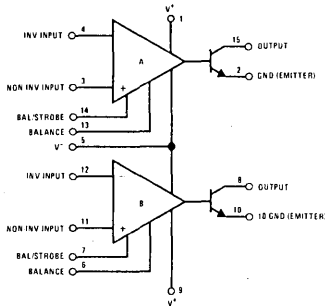 V+
1
INV INPUT 4
A
15 OUTPUT
2 GND (EMITTER)
NON INV INPUT 3
+
BAL/STROBE 14
BALANCE 13
V- 5
INV INPUT 12
B
8 OUTPUT
10 10 GND (EMITTER)
NON INV INPUT 11
+
BAL/STROBE 7
BALANCE 6
9
V+